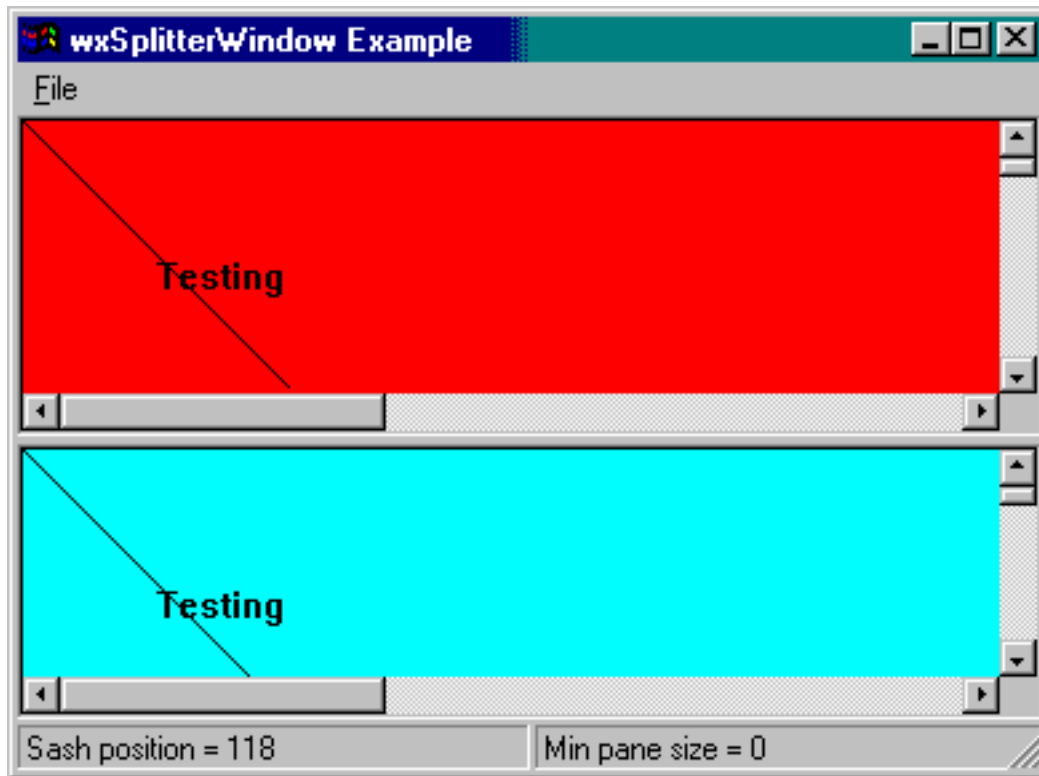 wxSplitterWindow Example
File
Testing
Testing
Sash position = 118
Min pane size = 0